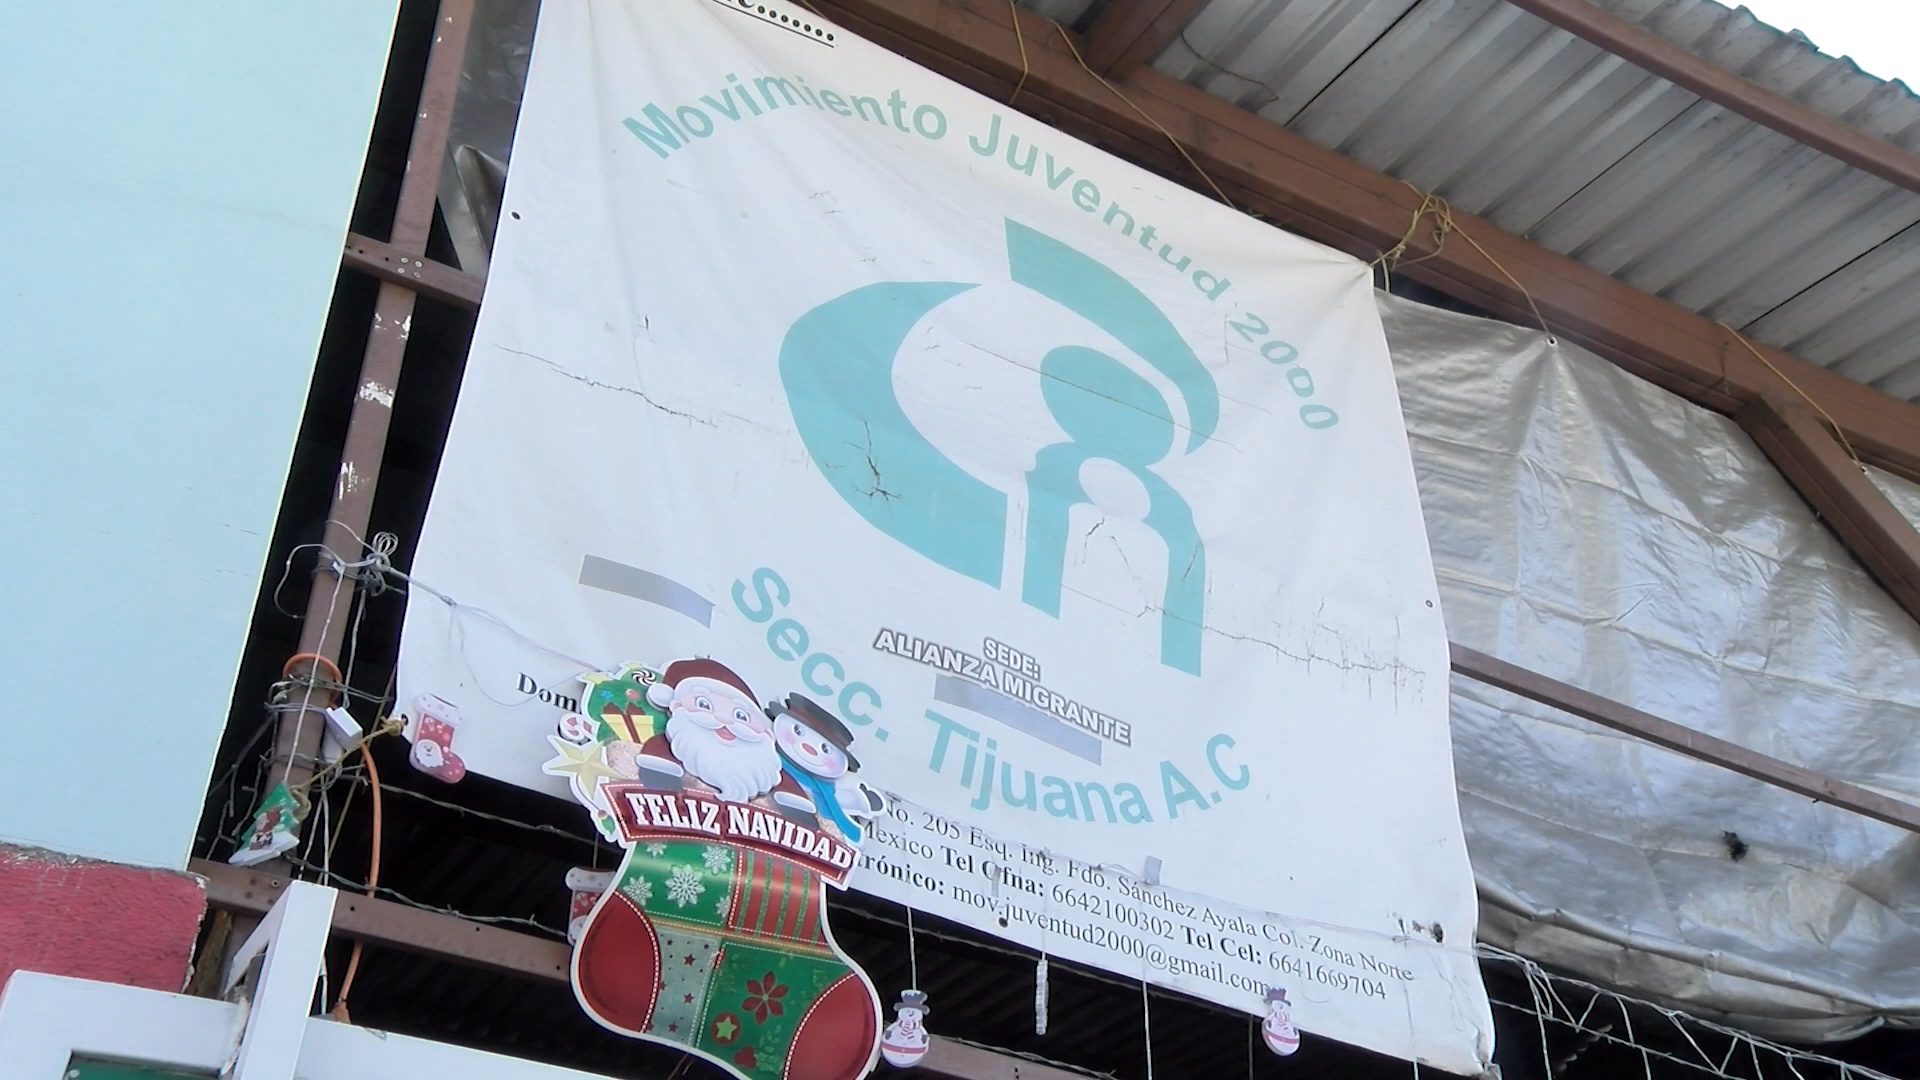 Movimiento Juventud 2000
SEDE:
ALIANZA MIGRANTE
Secc. Tijuana A.C
Dom
No. 205 Esq. Ing. Fdo. Sánchez Ayala Col. Zona Norte
Mexico Tel Ofna: 6642100302 Tel Cel: 6641669704
trónico: mov.juventud2000@gmail.com
FELIZ NAVIDAD